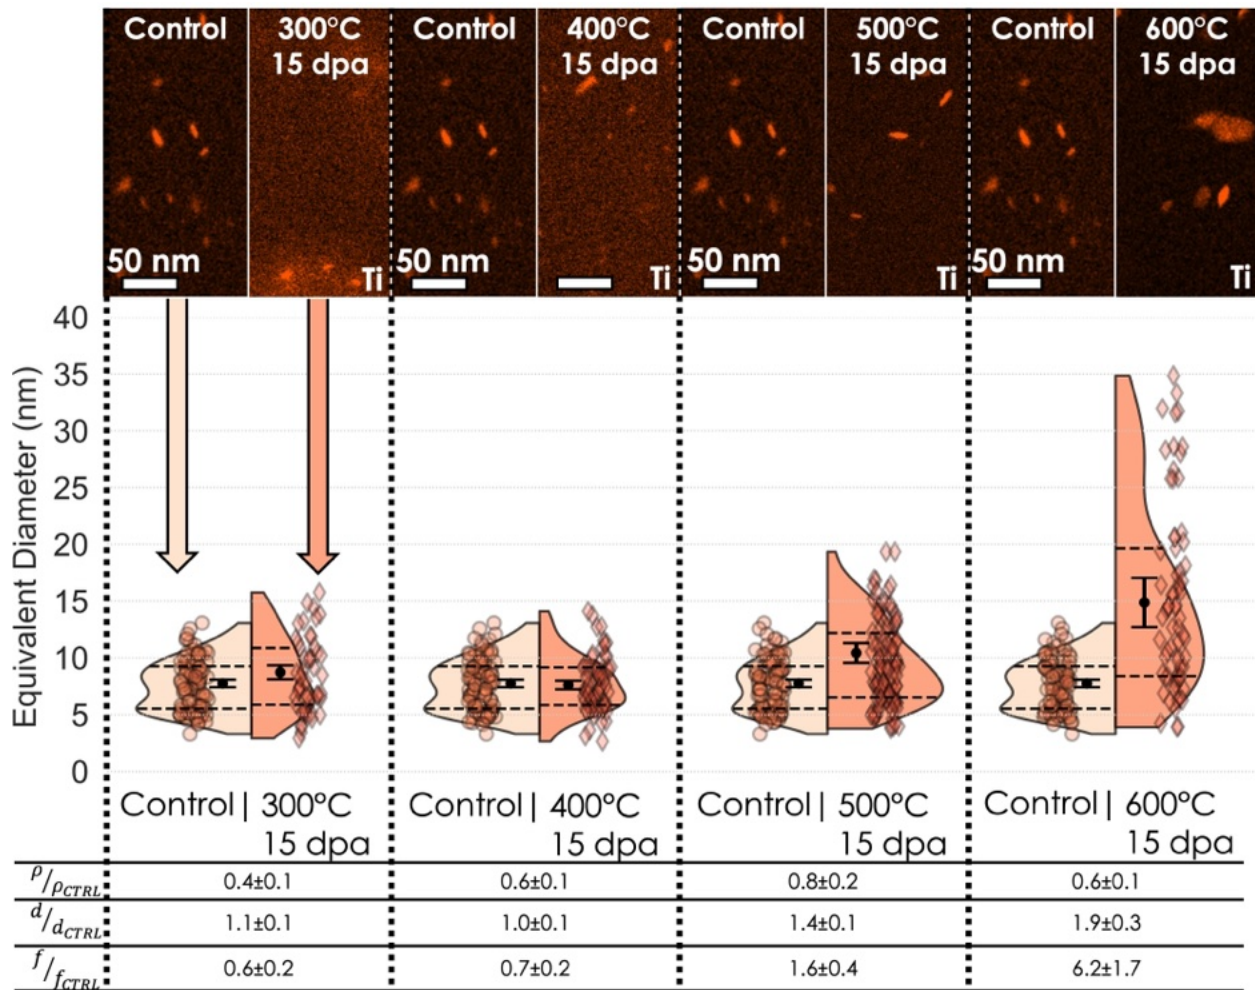 Control 300°C Control 400°C Control 500°C Control 600°C
15 dpa 15 dpa 15 dpa 15 dpa
50 nm Ti 50 nm Ti 50 nm Ti 50 nm Ti
40
35
30
25
20
15
10
5
0
Equivalent Diameter (nm)
Control | 300°C Control | 400°C Control | 500°C Control | 600°C
15 dpa 15 dpa 15 dpa 15 dpa
ρ/ρCTRL 0.4±0.1 0.6±0.1 0.8±0.2 0.6±0.1
d/dCTRL 1.1±0.1 1.0±0.1 1.4±0.1 1.9±0.3
f/fCTRL 0.6±0.2 0.7±0.2 1.6±0.4 6.2±1.7